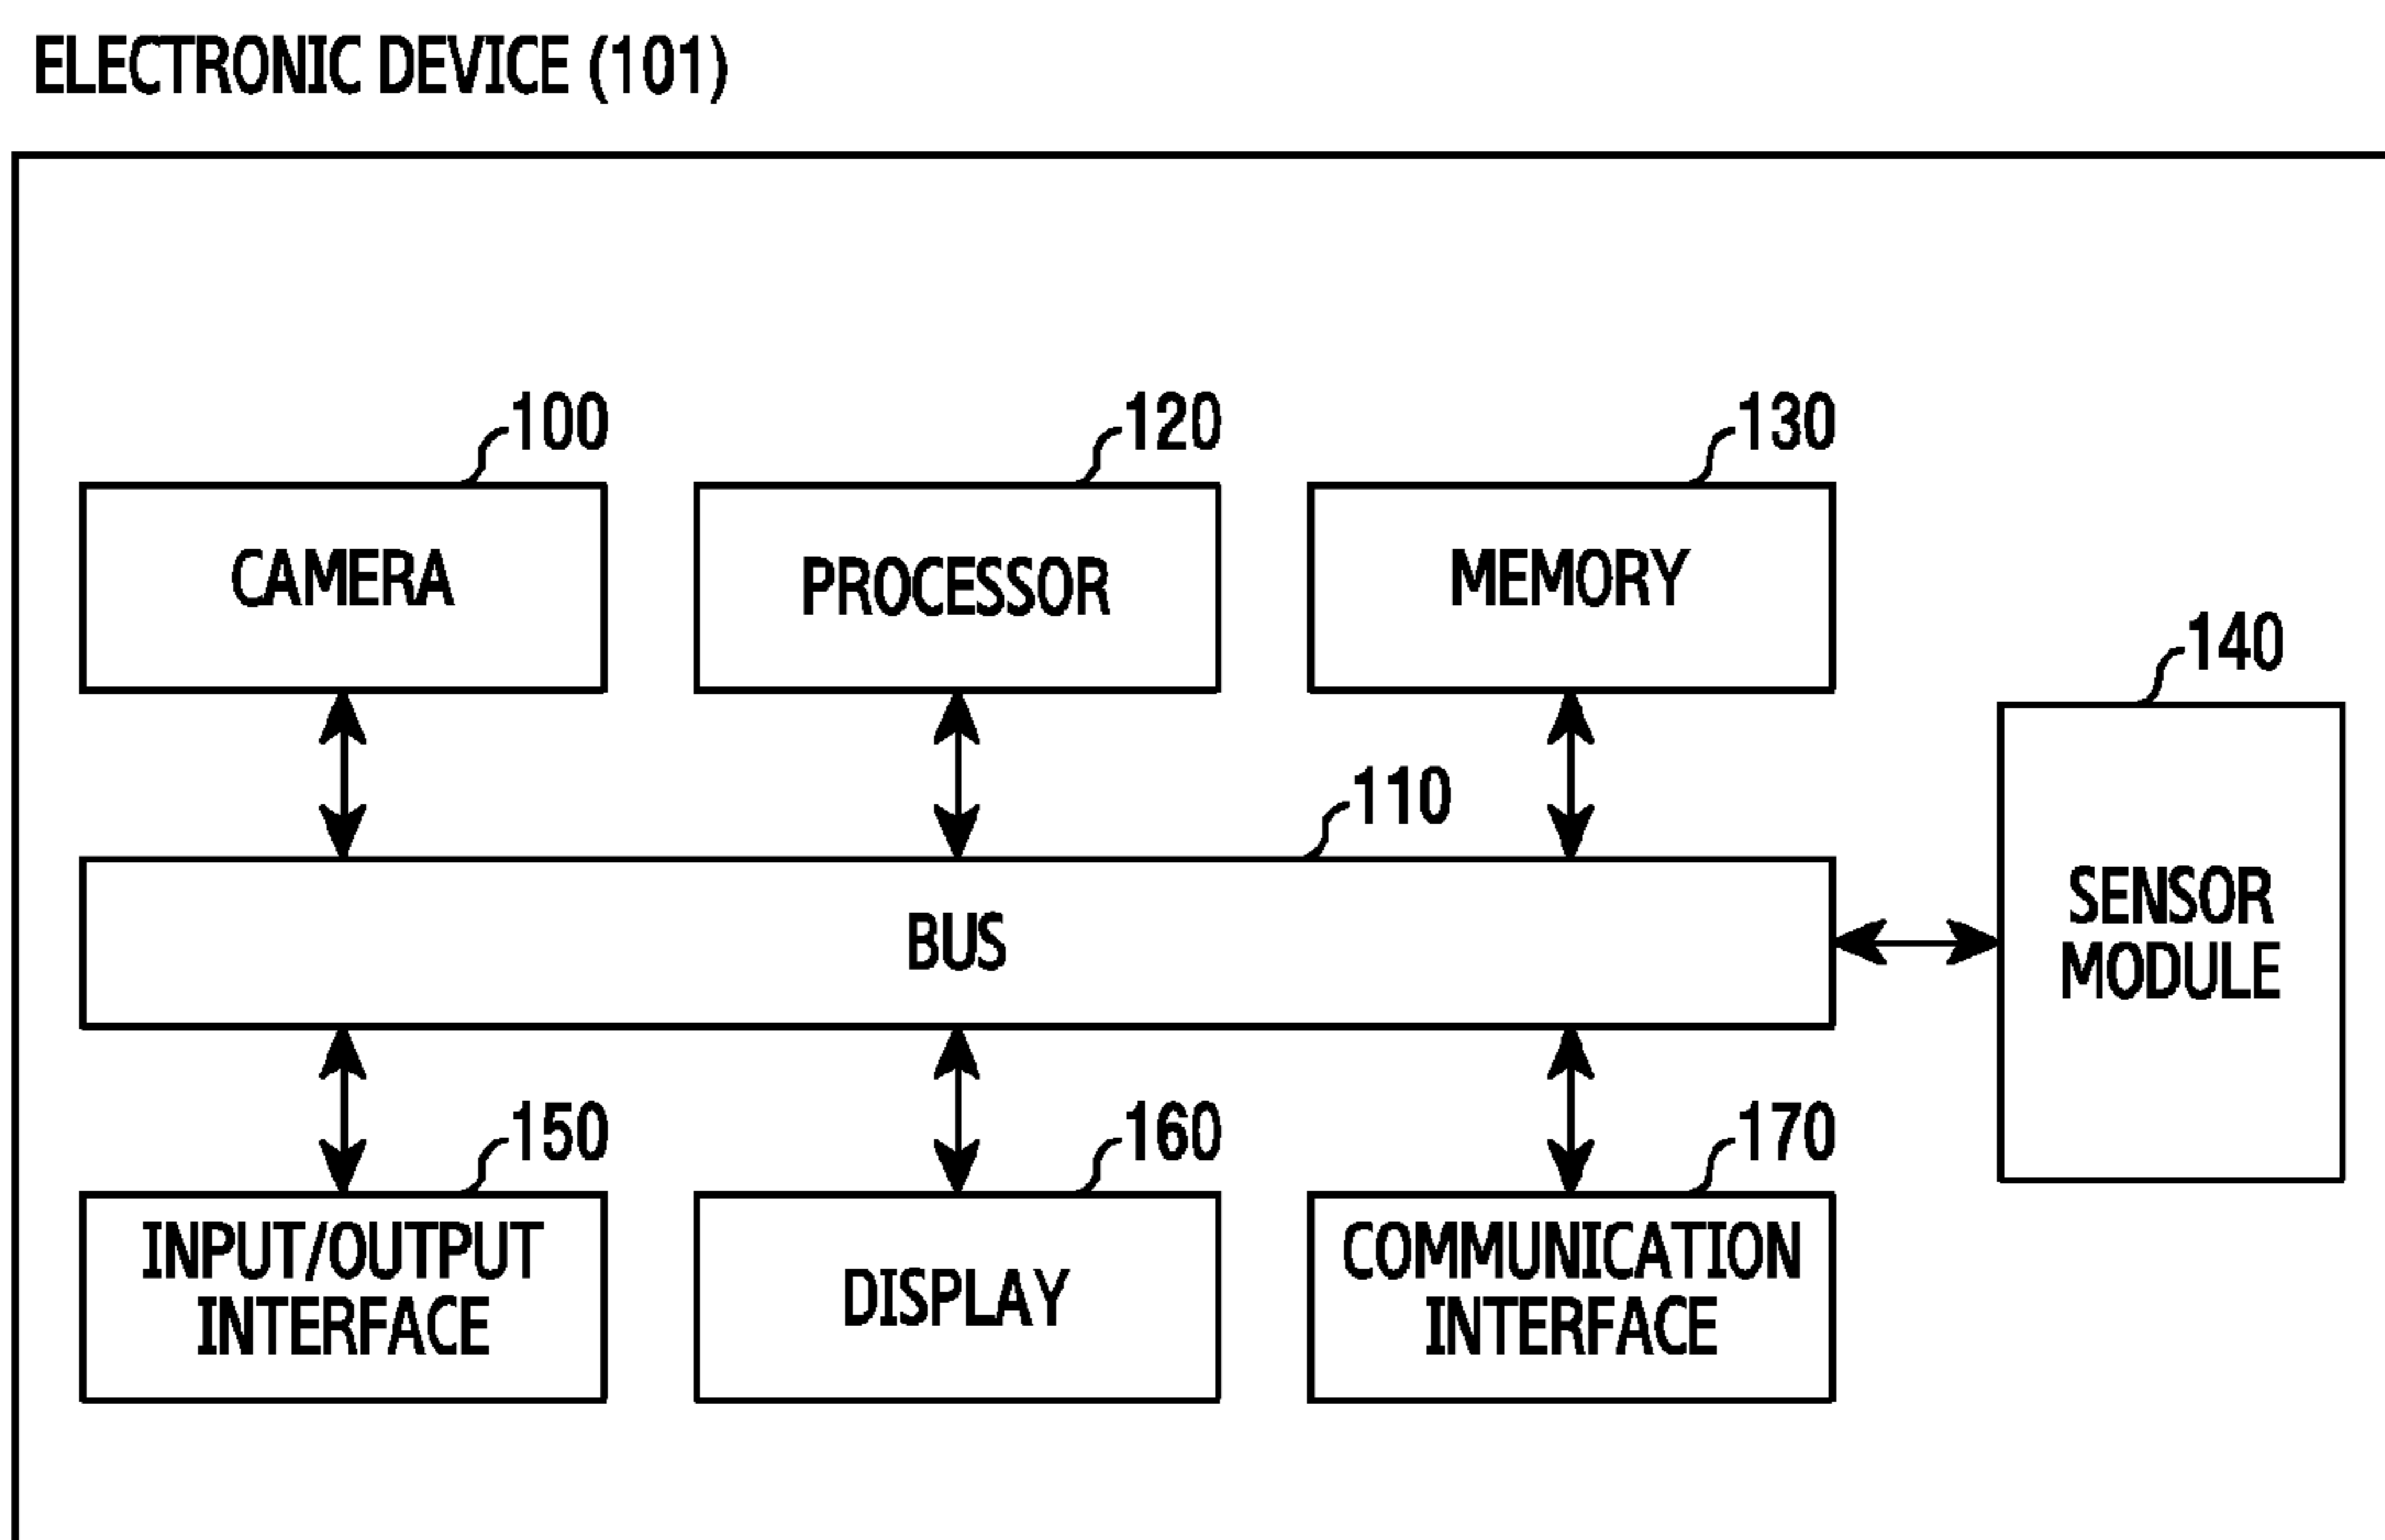 ELECTRONIC DEVICE (101)
100
120
130
CAMERA
PROCESSOR
MEMORY
140
110
BUS
SENSOR
MODULE
150
160
170
INPUT/OUTPUT
INTERFACE
DISPLAY
COMMUNICATION
INTERFACE